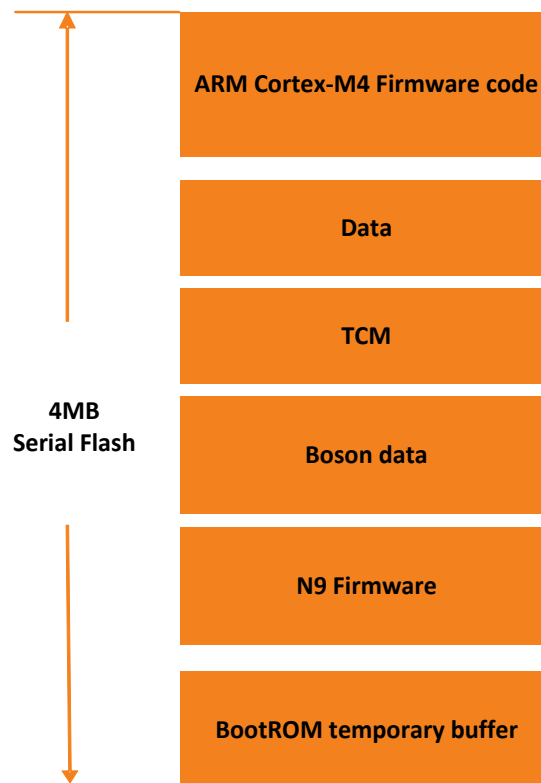 ARM Cortex-M4 Firmware code
Data
TCM
4MB
Serial Flash
Boson data
N9 Firmware
BootROM temporary buffer